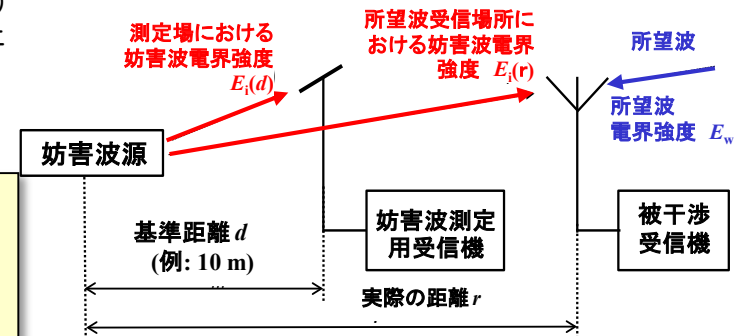 測定場における
妨害波電界強度
Ei(d)
所望波受信場所に
おける妨害波電界
強度 Ei(r)
所望波
所望波
電界強度 Ew
妨害波源
基準距離 d
(例: 10 m)
妨害波測定
用受信機
被干渉
受信機
実際の距離 r